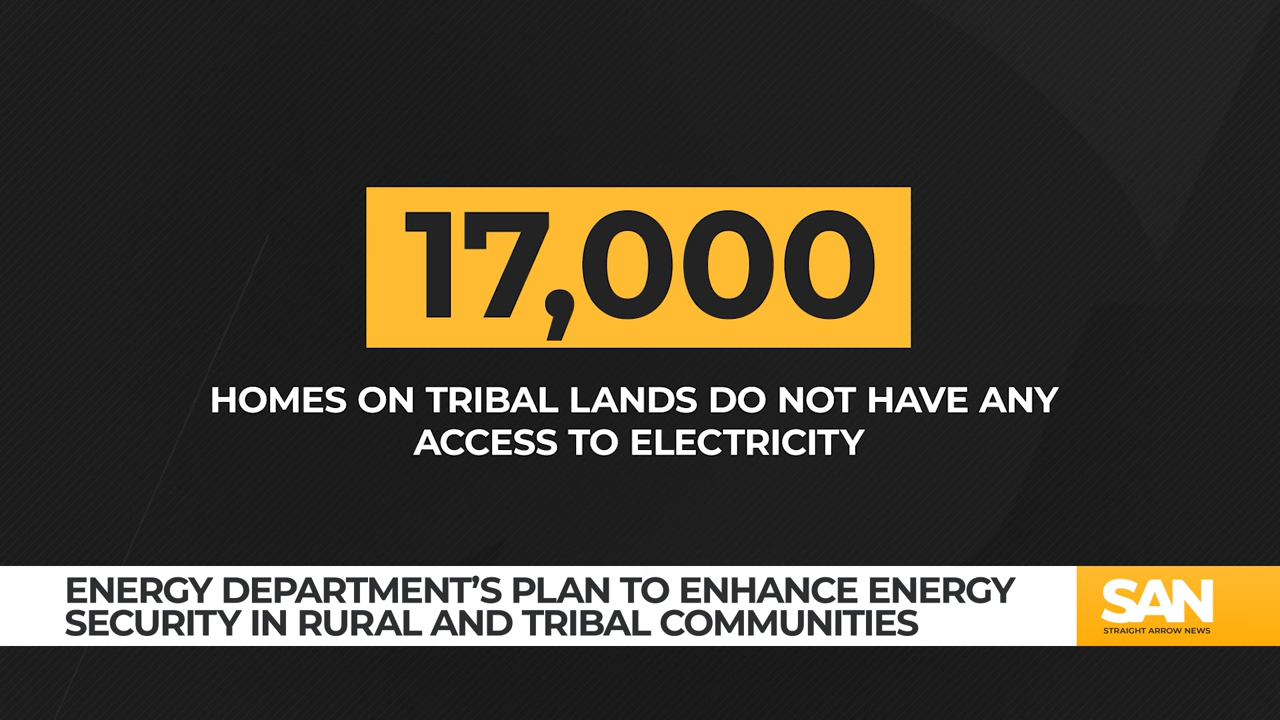 17,000
HOMES ON TRIBAL LANDS DO NOT HAVE ANY
ACCESS TO ELECTRICITY
ENERGY DEPARTMENT’S PLAN TO ENHANCE ENERGY
SECURITY IN RURAL AND TRIBAL COMMUNITIES
SAN
STRAIGHT ARROW NEWS